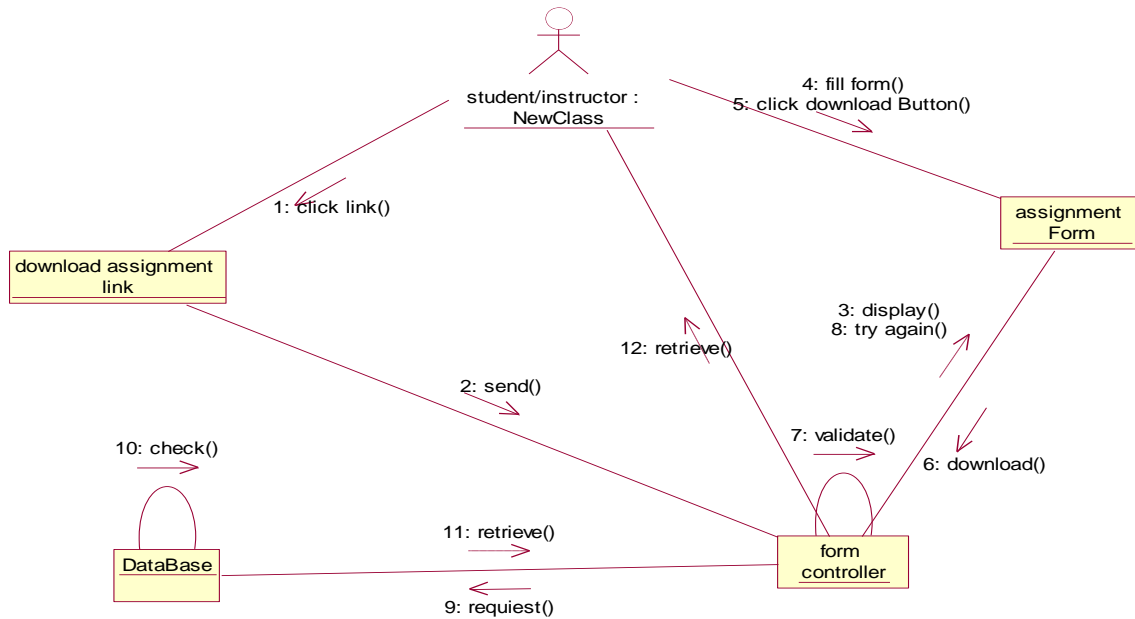 student/instructor :
NewClass
4: fill form()
5: click download Button()
1: click link()
assignment
Form
download assignment
link
3: display()
8: try again()
12: retrieve()
2: send()
7: validate()
6: download()
10: check()
11: retrieve()
DataBase
form
controller
9: requiest()